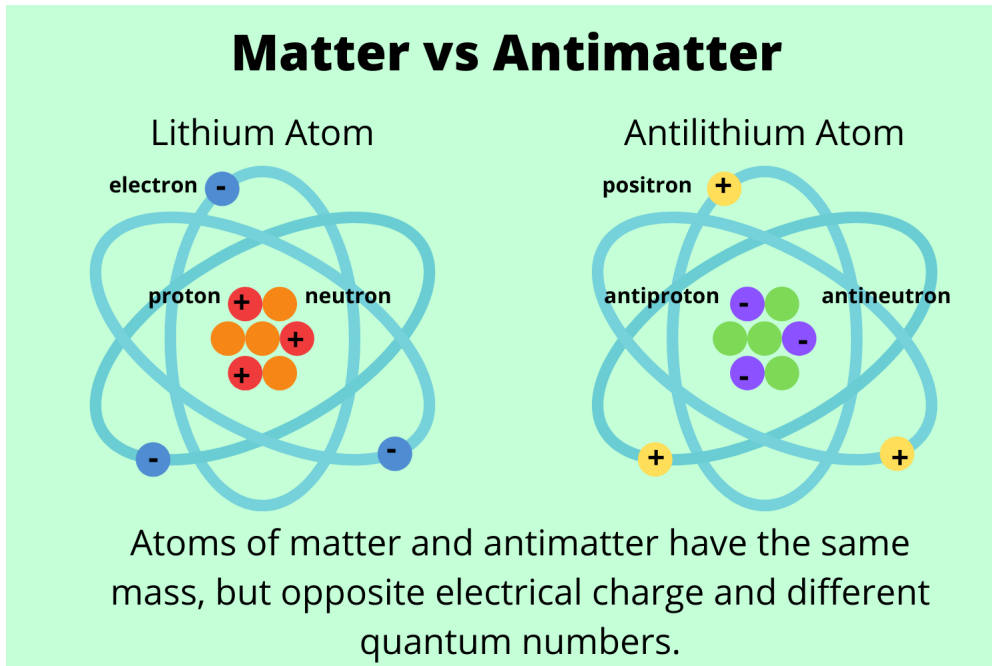 Matter vs Antimatter
Lithium Atom
Antilithium Atom
electron
-
positron
+
proton
+
neutron
antiproton
-
antineutron
+
-
+
-
-
-
+
+
Atoms of matter and antimatter have the same
mass, but opposite electrical charge and different
quantum numbers.